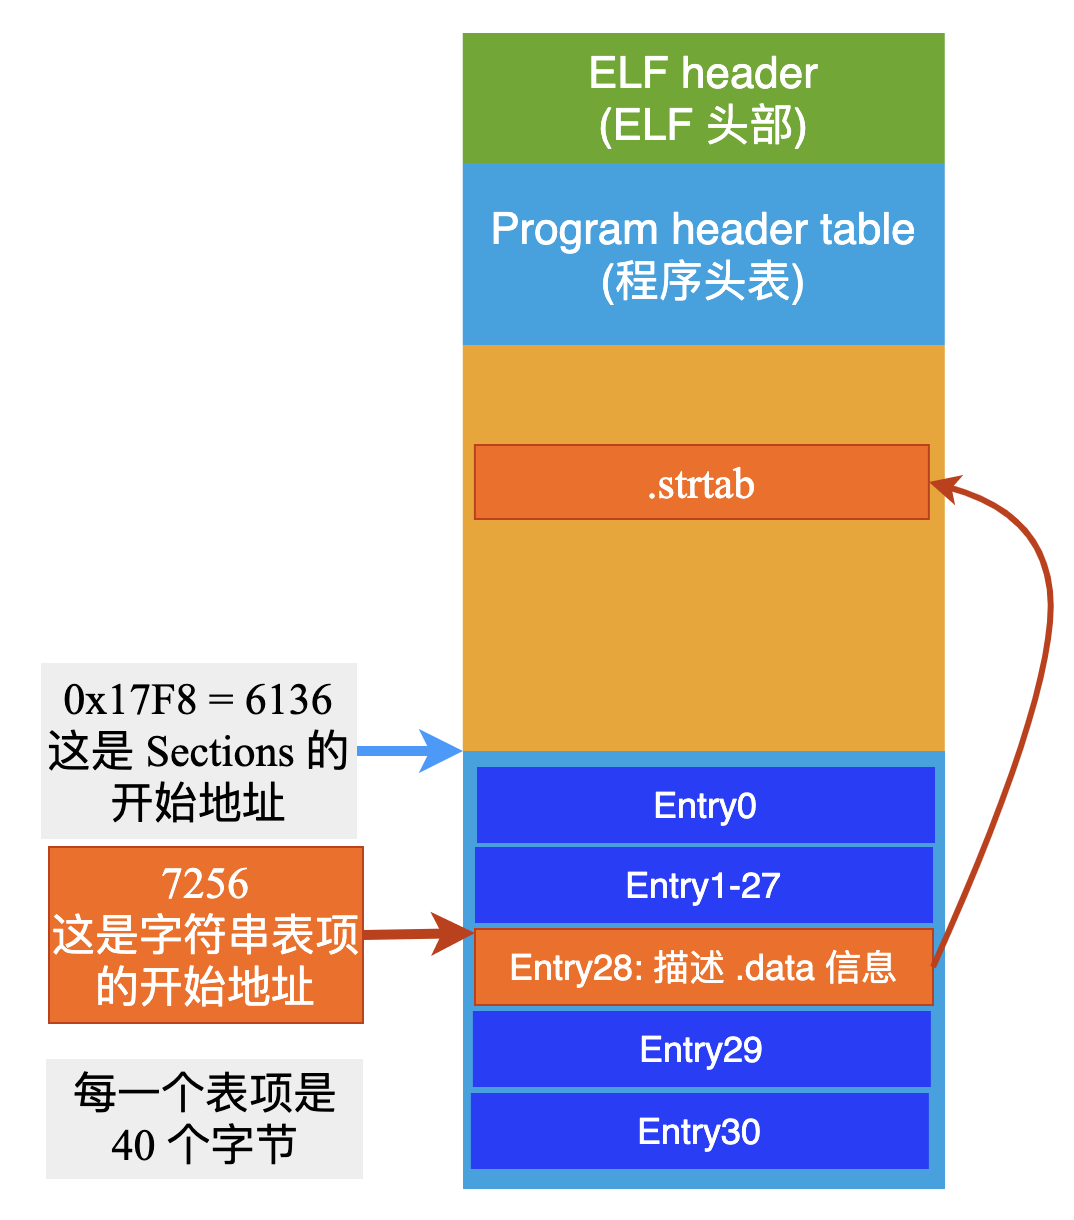 ELF header
(ELF 头部)
Program header table
(程序头表)
.strtab
0x17F8 = 6136
这是 Sections 的
开始地址
Entry0
7256
这是字符串表项
的开始地址
Entry1-27
Entry28: 描述 .data 信息
Entry29
每一个表项是
40 个字节
Entry30